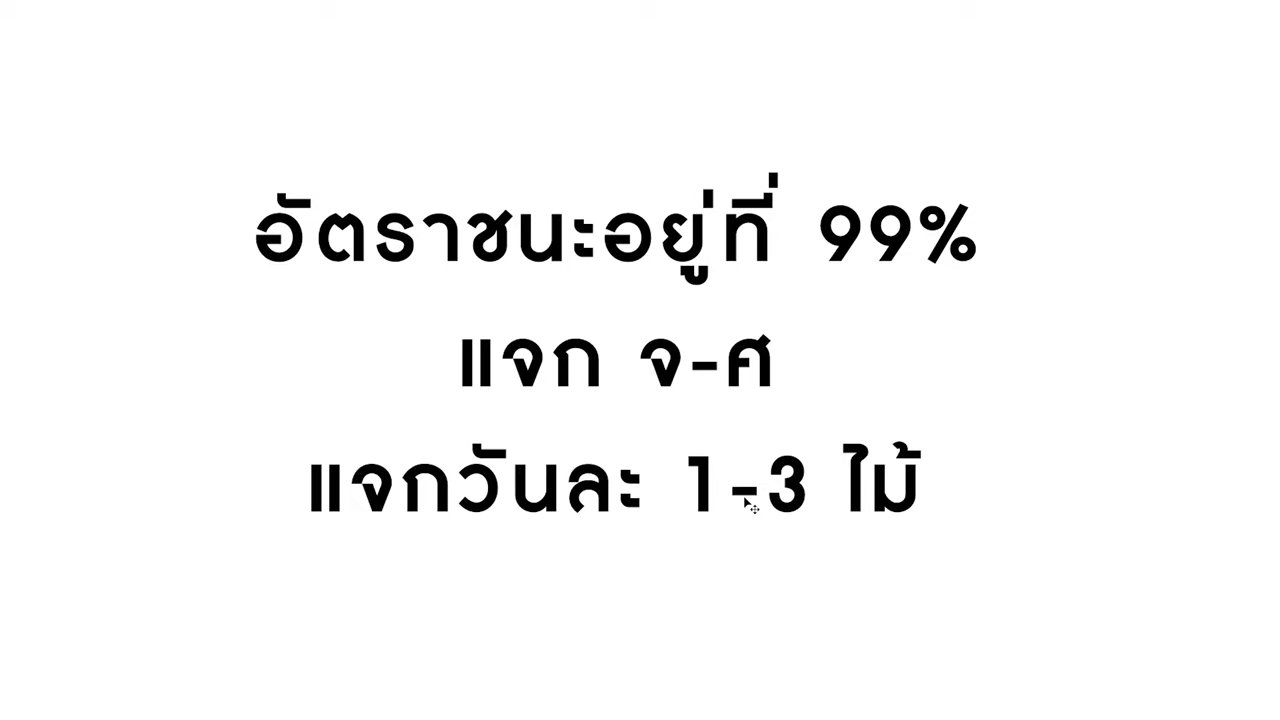 อัตราชนะอยู่ที่ 99%
แจก จ-ศ
แจกวันละ 1-3 ไม้